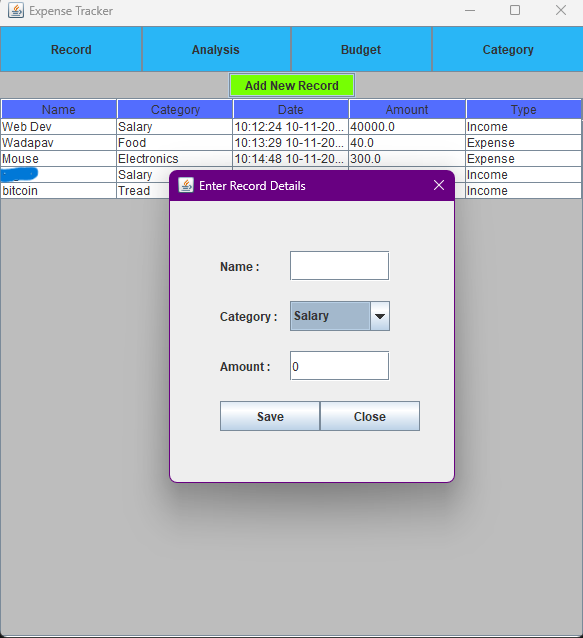 Expense Tracker
Record Analysis Budget Category
Add New Record
Name Category Date Amount Type
Web Dev Salary 10:12:24 10-11-20... 40000.0 Income
Wadapav Food 10:13:29 10-11-20... 40.0 Expense
Mouse Electronics 10:14:48 10-11-20... 300.0 Expense
Salary Income
bitcoin Tread Income
Enter Record Details
Name :
Category : Salary
Amount : 0
Save Close